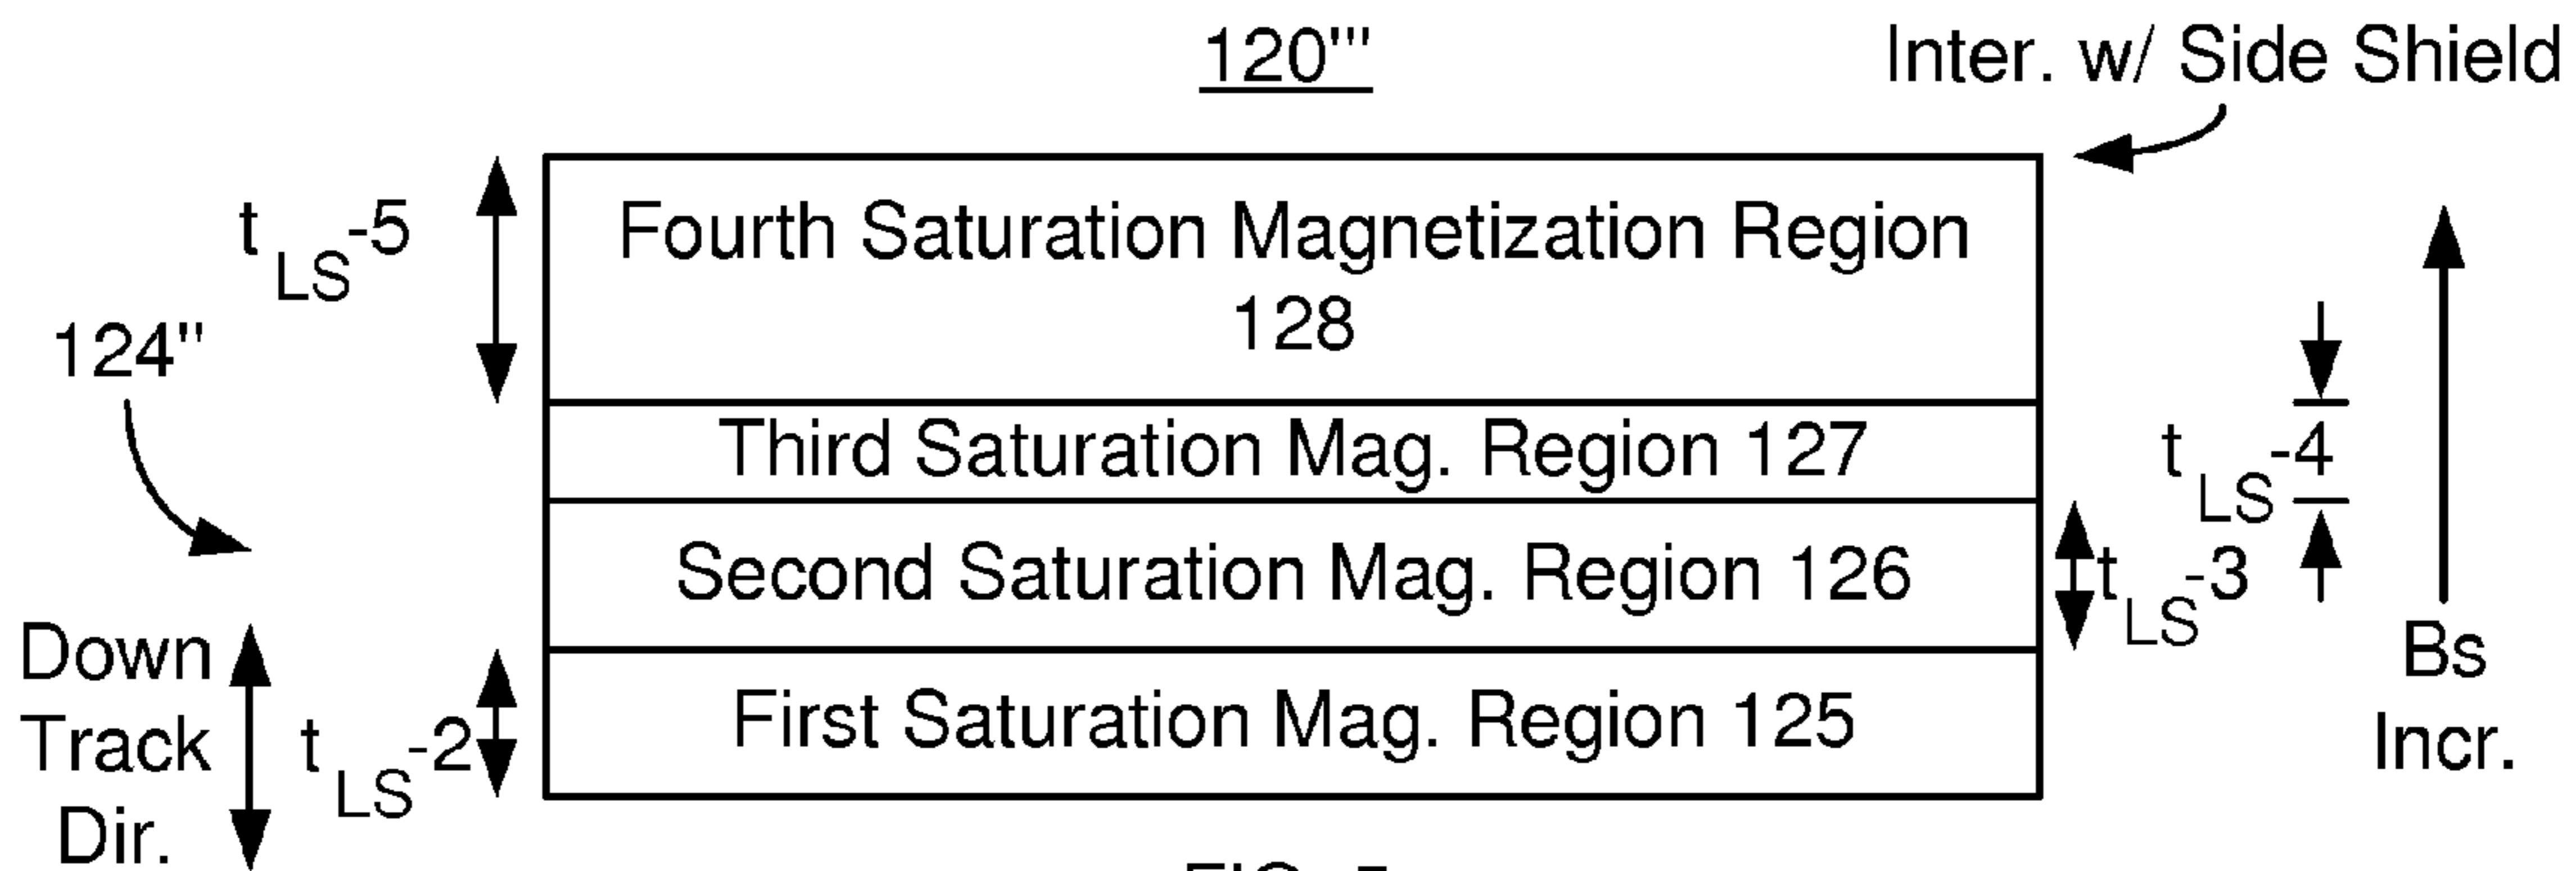 120'''
Inter. w/ Side Shield
t LS-5
Fourth Saturation Magnetization Region
128
124''
Third Saturation Mag. Region 127
t LS-4
Second Saturation Mag. Region 126
t LS-3
Down
Track
Dir.
t LS-2
First Saturation Mag. Region 125
Bs
Incr.